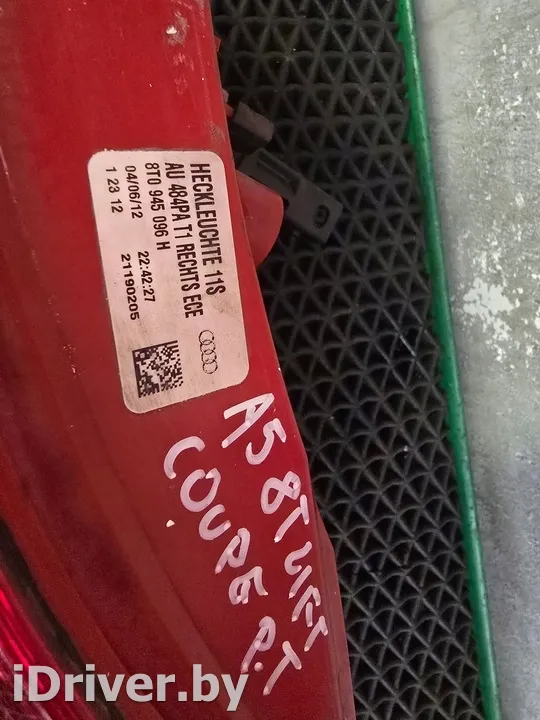 HECKLEUCHTE 11S
AU 484PA T1 RECHTS ECE
8T0 945 096 H
04/06/12 22:42:27
1 23 12 21190205
A5 8T LIFT
COUPE P.T
iDriver.by